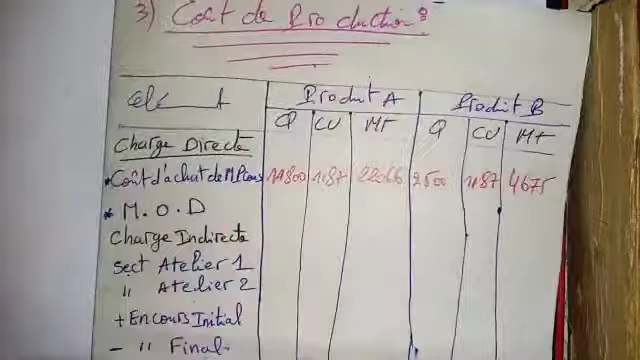 3) Coût de Production:
Produit A Produit B
Q CU MT Q CU MT
Charge Directe
• Coût d'achat de MP Cons 11800 1,87 22066 2500 1,87 4675
* M.O.D
Charge Indirecte
Sect Atelier 1
" Atelier 2
+ En cours Initial
- " Final.